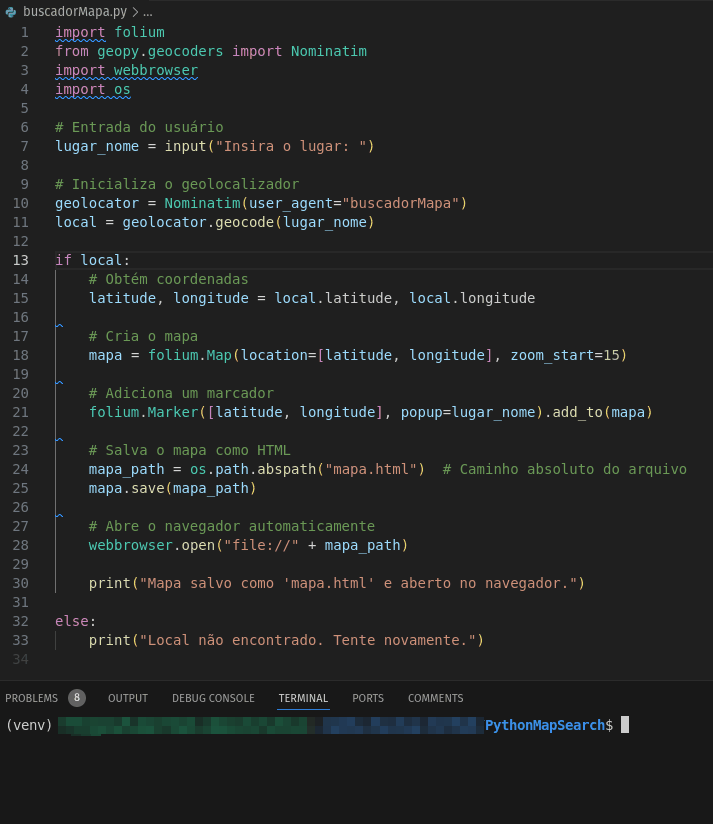 buscadorMapa.py > ...
1 import folium
2 from geopy.geocoders import Nominatim
3 import webbrowser
4 import os
5
6 # Entrada do usuário
7 lugar_nome = input("Insira o lugar: ")
8
9 # Inicializa o geolocalizador
10 geolocator = Nominatim(user_agent="buscadorMapa")
11 local = geolocator.geocode(lugar_nome)
12
13 if local:
14     # Obtém coordenadas
15     latitude, longitude = local.latitude, local.longitude
16
17     # Cria o mapa
18     mapa = folium.Map(location=[latitude, longitude], zoom_start=15)
19
20     # Adiciona um marcador
21     folium.Marker([latitude, longitude], popup=lugar_nome).add_to(mapa)
22
23     # Salva o mapa como HTML
24     mapa_path = os.path.abspath("mapa.html")  # Caminho absoluto do arquivo
25     mapa.save(mapa_path)
26
27     # Abre o navegador automaticamente
28     webbrowser.open("file://" + mapa_path)
29
30     print("Mapa salvo como 'mapa.html' e aberto no navegador.")
31
32 else:
33     print("Local não encontrado. Tente novamente.")
34
PROBLEMS 8 OUTPUT DEBUG CONSOLE TERMINAL PORTS COMMENTS
(venv) PythonMapSearch$